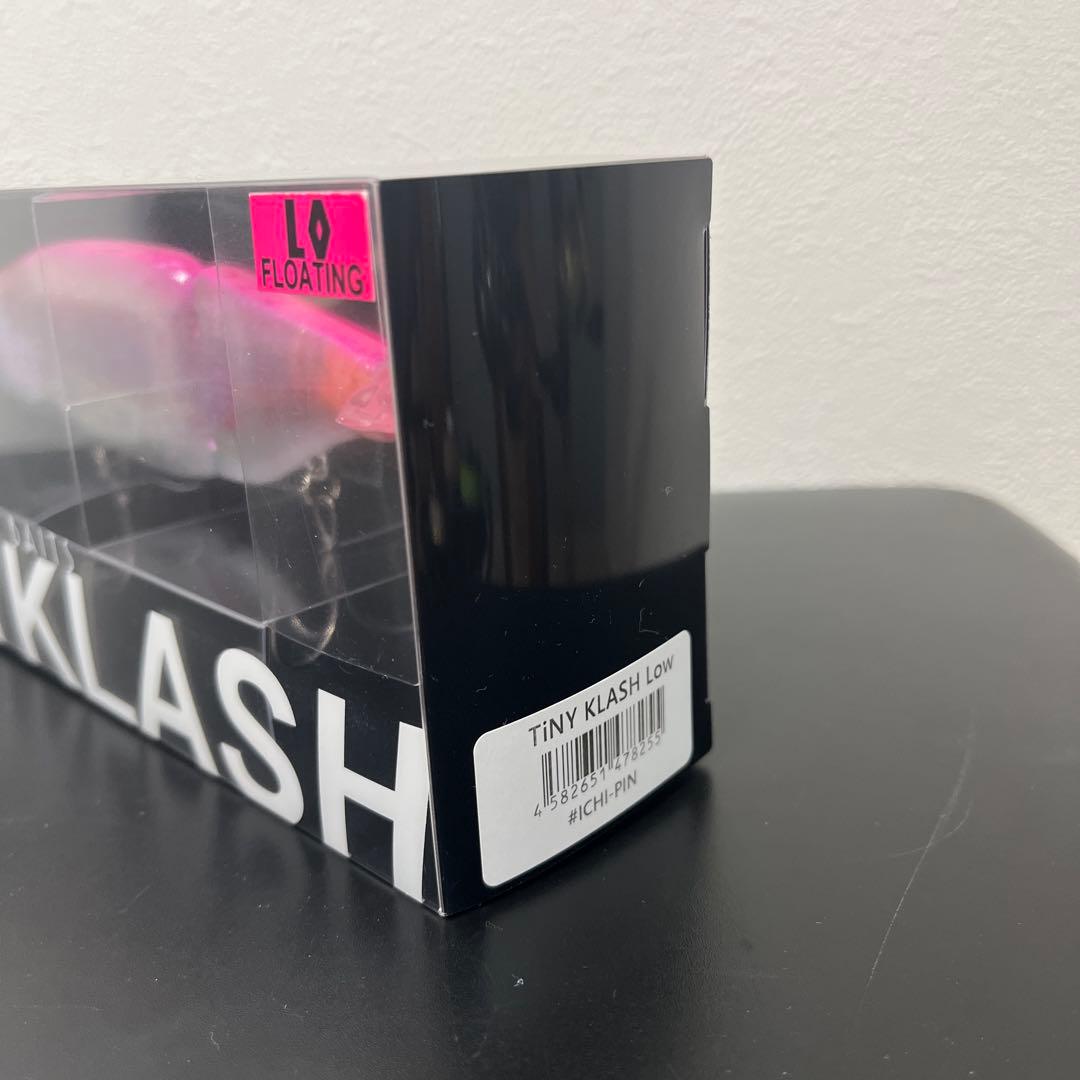 LO
FLOATING
KLASH
TiNY KLASH Low
4 582651 478255
#ICHI-PIN